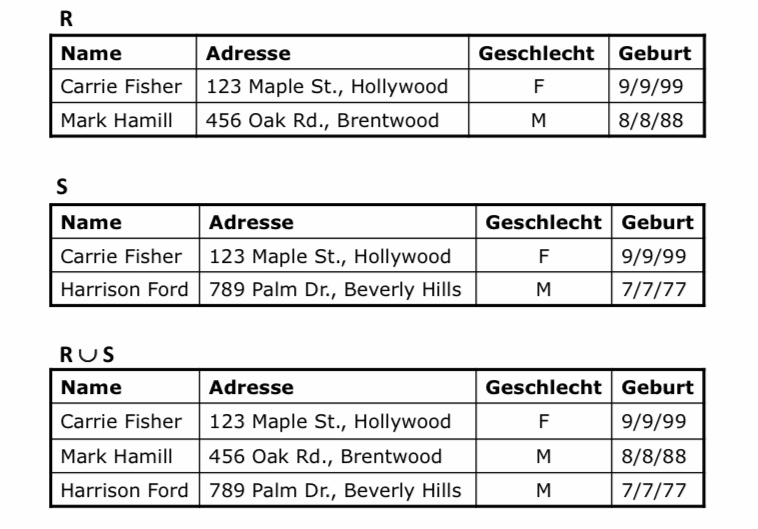 R
Name Adresse Geschlecht Geburt
Carrie Fisher 123 Maple St., Hollywood F 9/9/99
Mark Hamill 456 Oak Rd., Brentwood M 8/8/88
S
Name Adresse Geschlecht Geburt
Carrie Fisher 123 Maple St., Hollywood F 9/9/99
Harrison Ford 789 Palm Dr., Beverly Hills M 7/7/77
R ∪ S
Name Adresse Geschlecht Geburt
Carrie Fisher 123 Maple St., Hollywood F 9/9/99
Mark Hamill 456 Oak Rd., Brentwood M 8/8/88
Harrison Ford 789 Palm Dr., Beverly Hills M 7/7/77